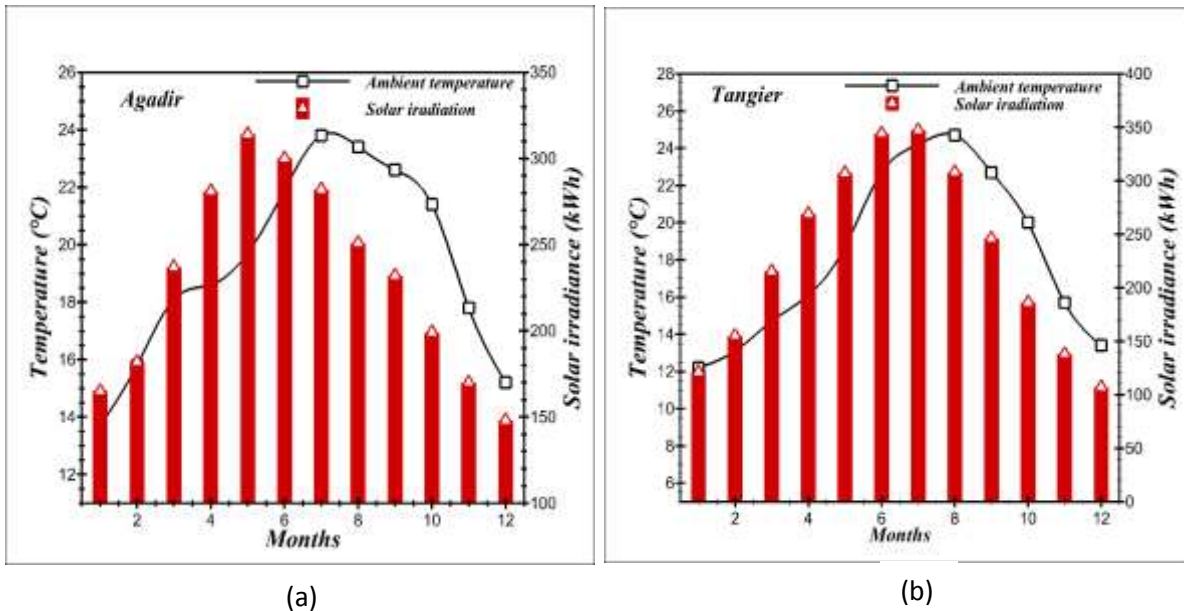 Agadir
Ambient temperature
Solar iradiation
Temperature (°C)
26
24
22
20
18
16
14
12
350
300
250
200
150
100
Solar irradiance (kWh)
2 4 6 8 10 12
Months
(a)
Tangier
Ambient temperature
Solar iradiation
Temperature (°C)
28
26
24
22
20
18
16
14
12
10
8
6
400
350
300
250
200
150
100
50
0
Solar irradiance (kWh)
2 4 6 8 10 12
Months
(b)